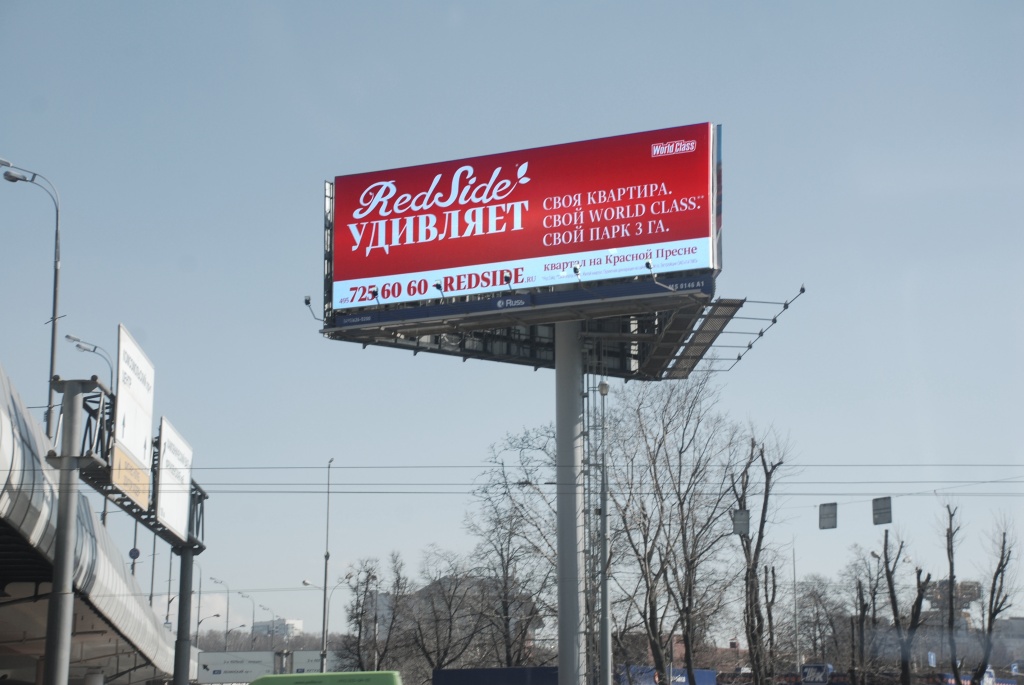 World Class
RedSide
УДИВЛЯЕТ
СВОЯ КВАРТИРА.
СВОЙ WORLD CLASS.
СВОЙ ПАРК 3 ГА.
квартал на Красной Пресне
495 725 60 60 REDSIDE.RU
Russ